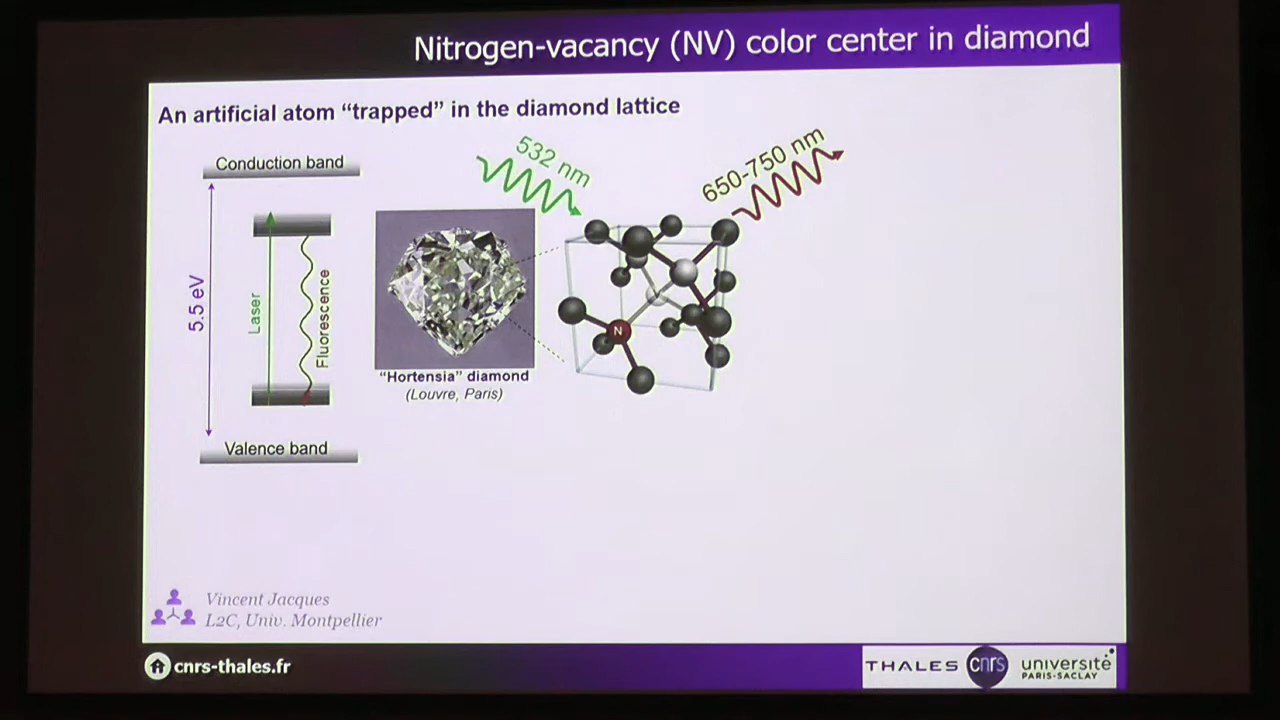 Nitrogen-vacancy (NV) color center in diamond
An artificial atom “trapped” in the diamond lattice
Conduction band
5.5 eV
Laser
Fluorescence
Valence band
“Hortensia” diamond
(Louvre, Paris)
532 nm
650-750 nm
N
Vincent Jacques
L2C, Univ. Montpellier
cnrs-thales.fr
THALES
cnrs
université
PARIS-SACLAY